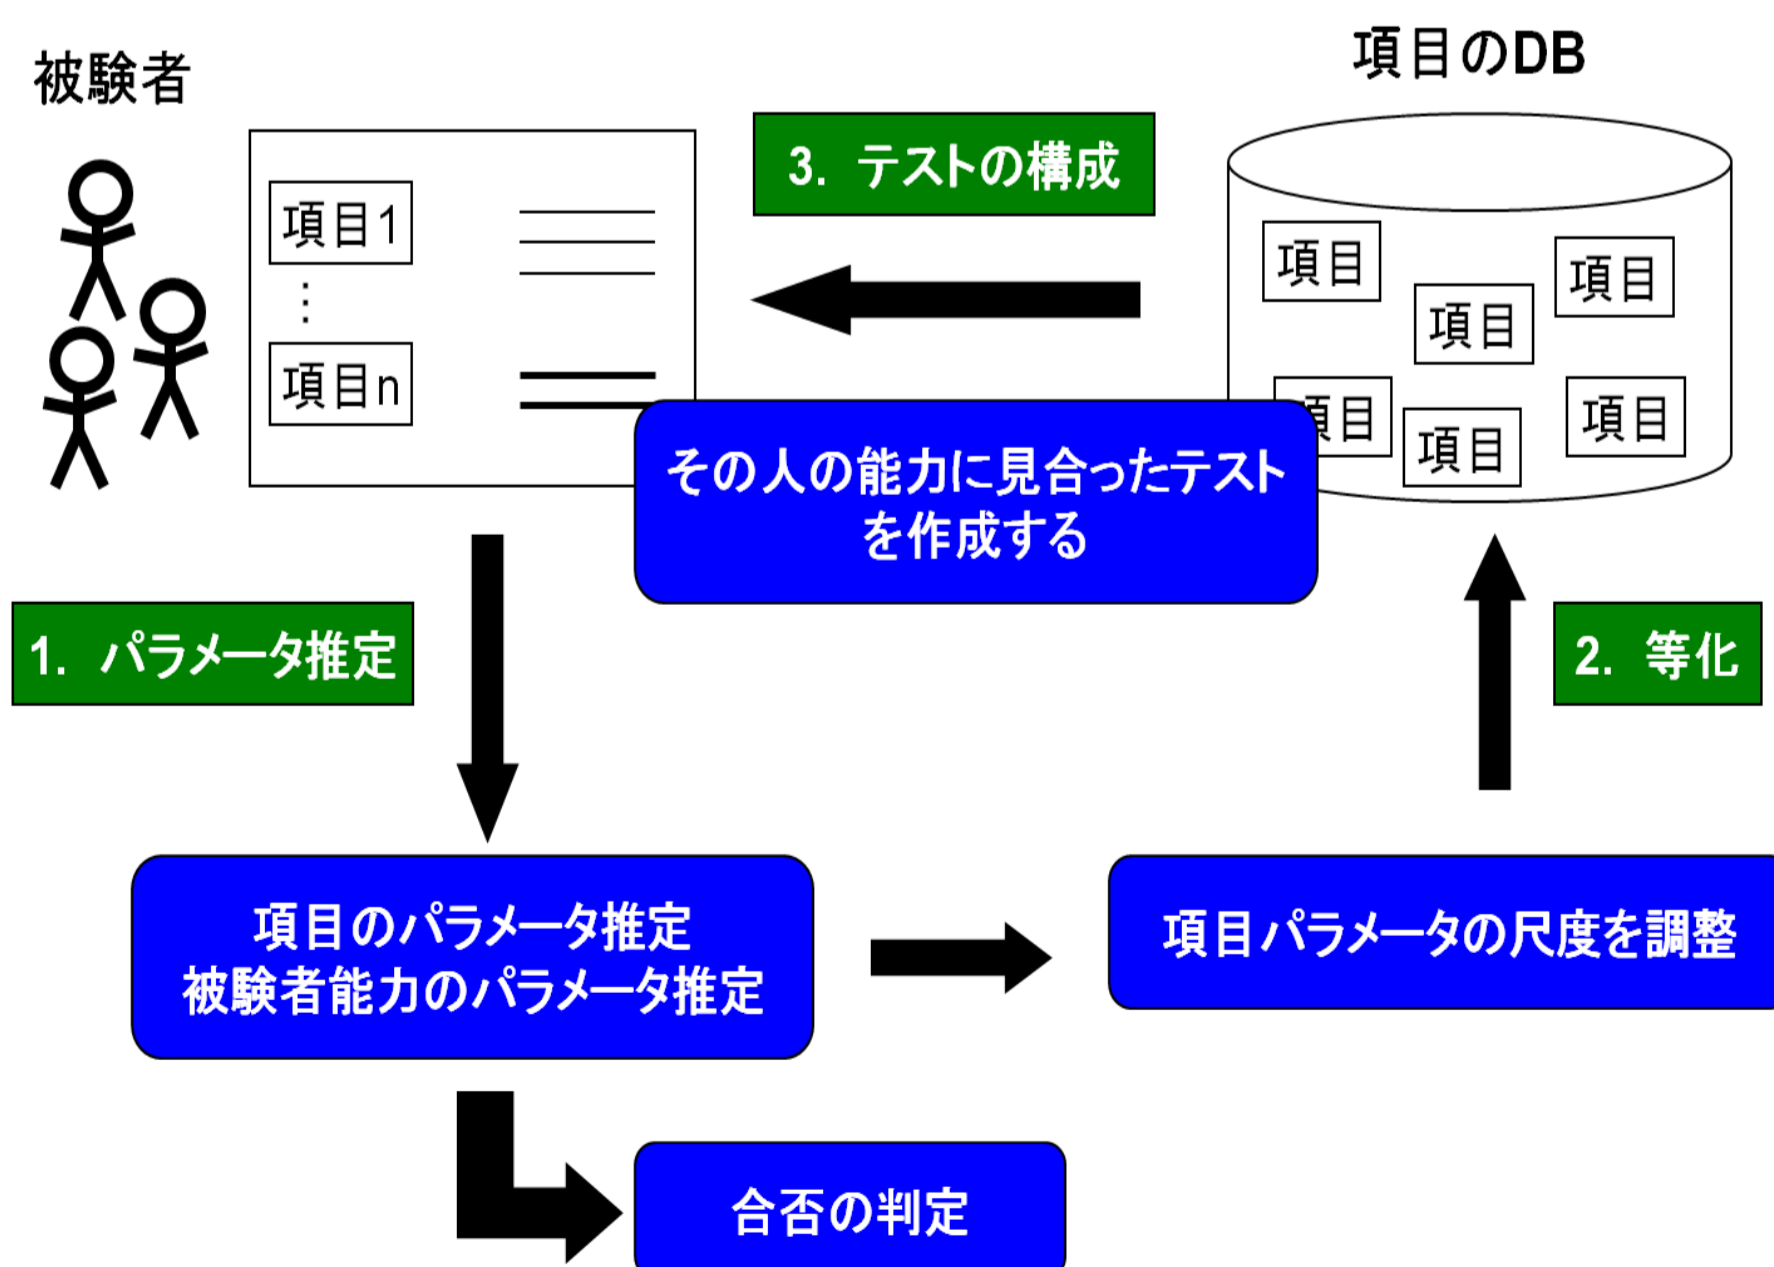 被験者
項目のDB
3. テストの構成
項目1
⋮
項目n
項目
項目
項目
項目
項目
項目
その人の能力に見合ったテスト
を作成する
1. パラメータ推定
2. 等化
項目のパラメータ推定
被験者能力のパラメータ推定
項目パラメータの尺度を調整
合否の判定